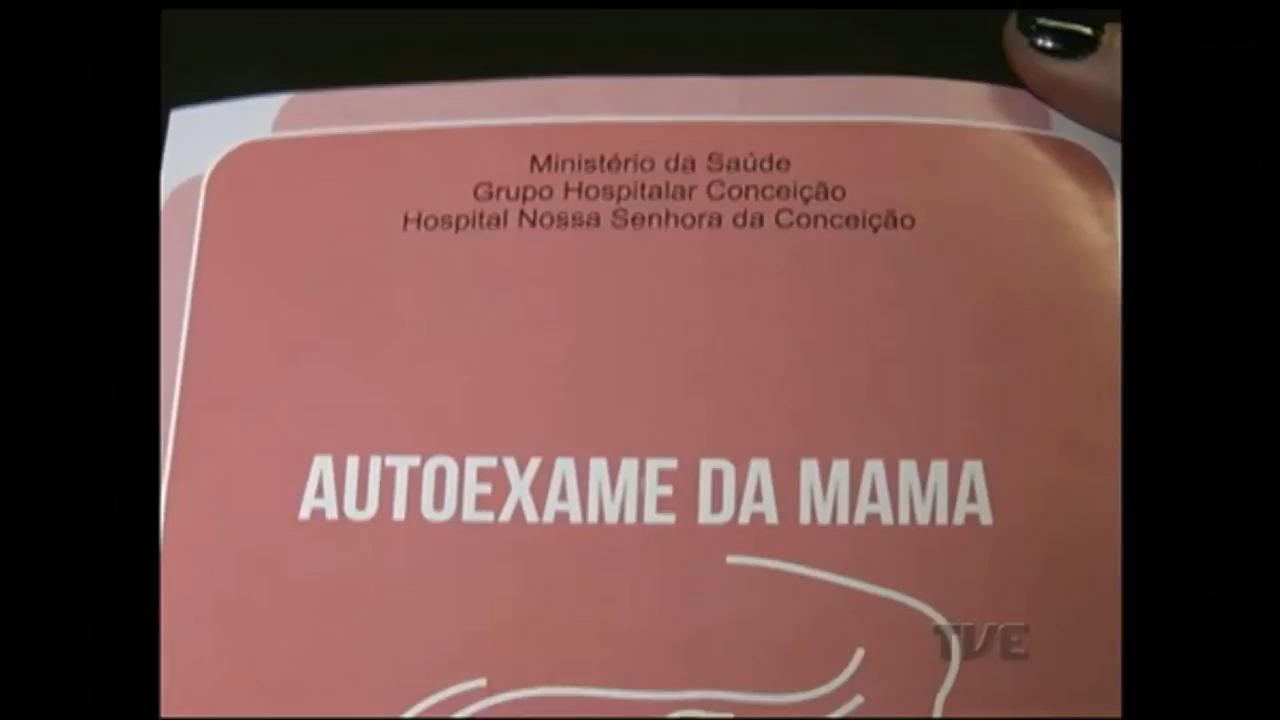 Ministério da Saúde
Grupo Hospitalar Conceição
Hospital Nossa Senhora da Conceição
AUTOEXAME DA MAMA
TVE